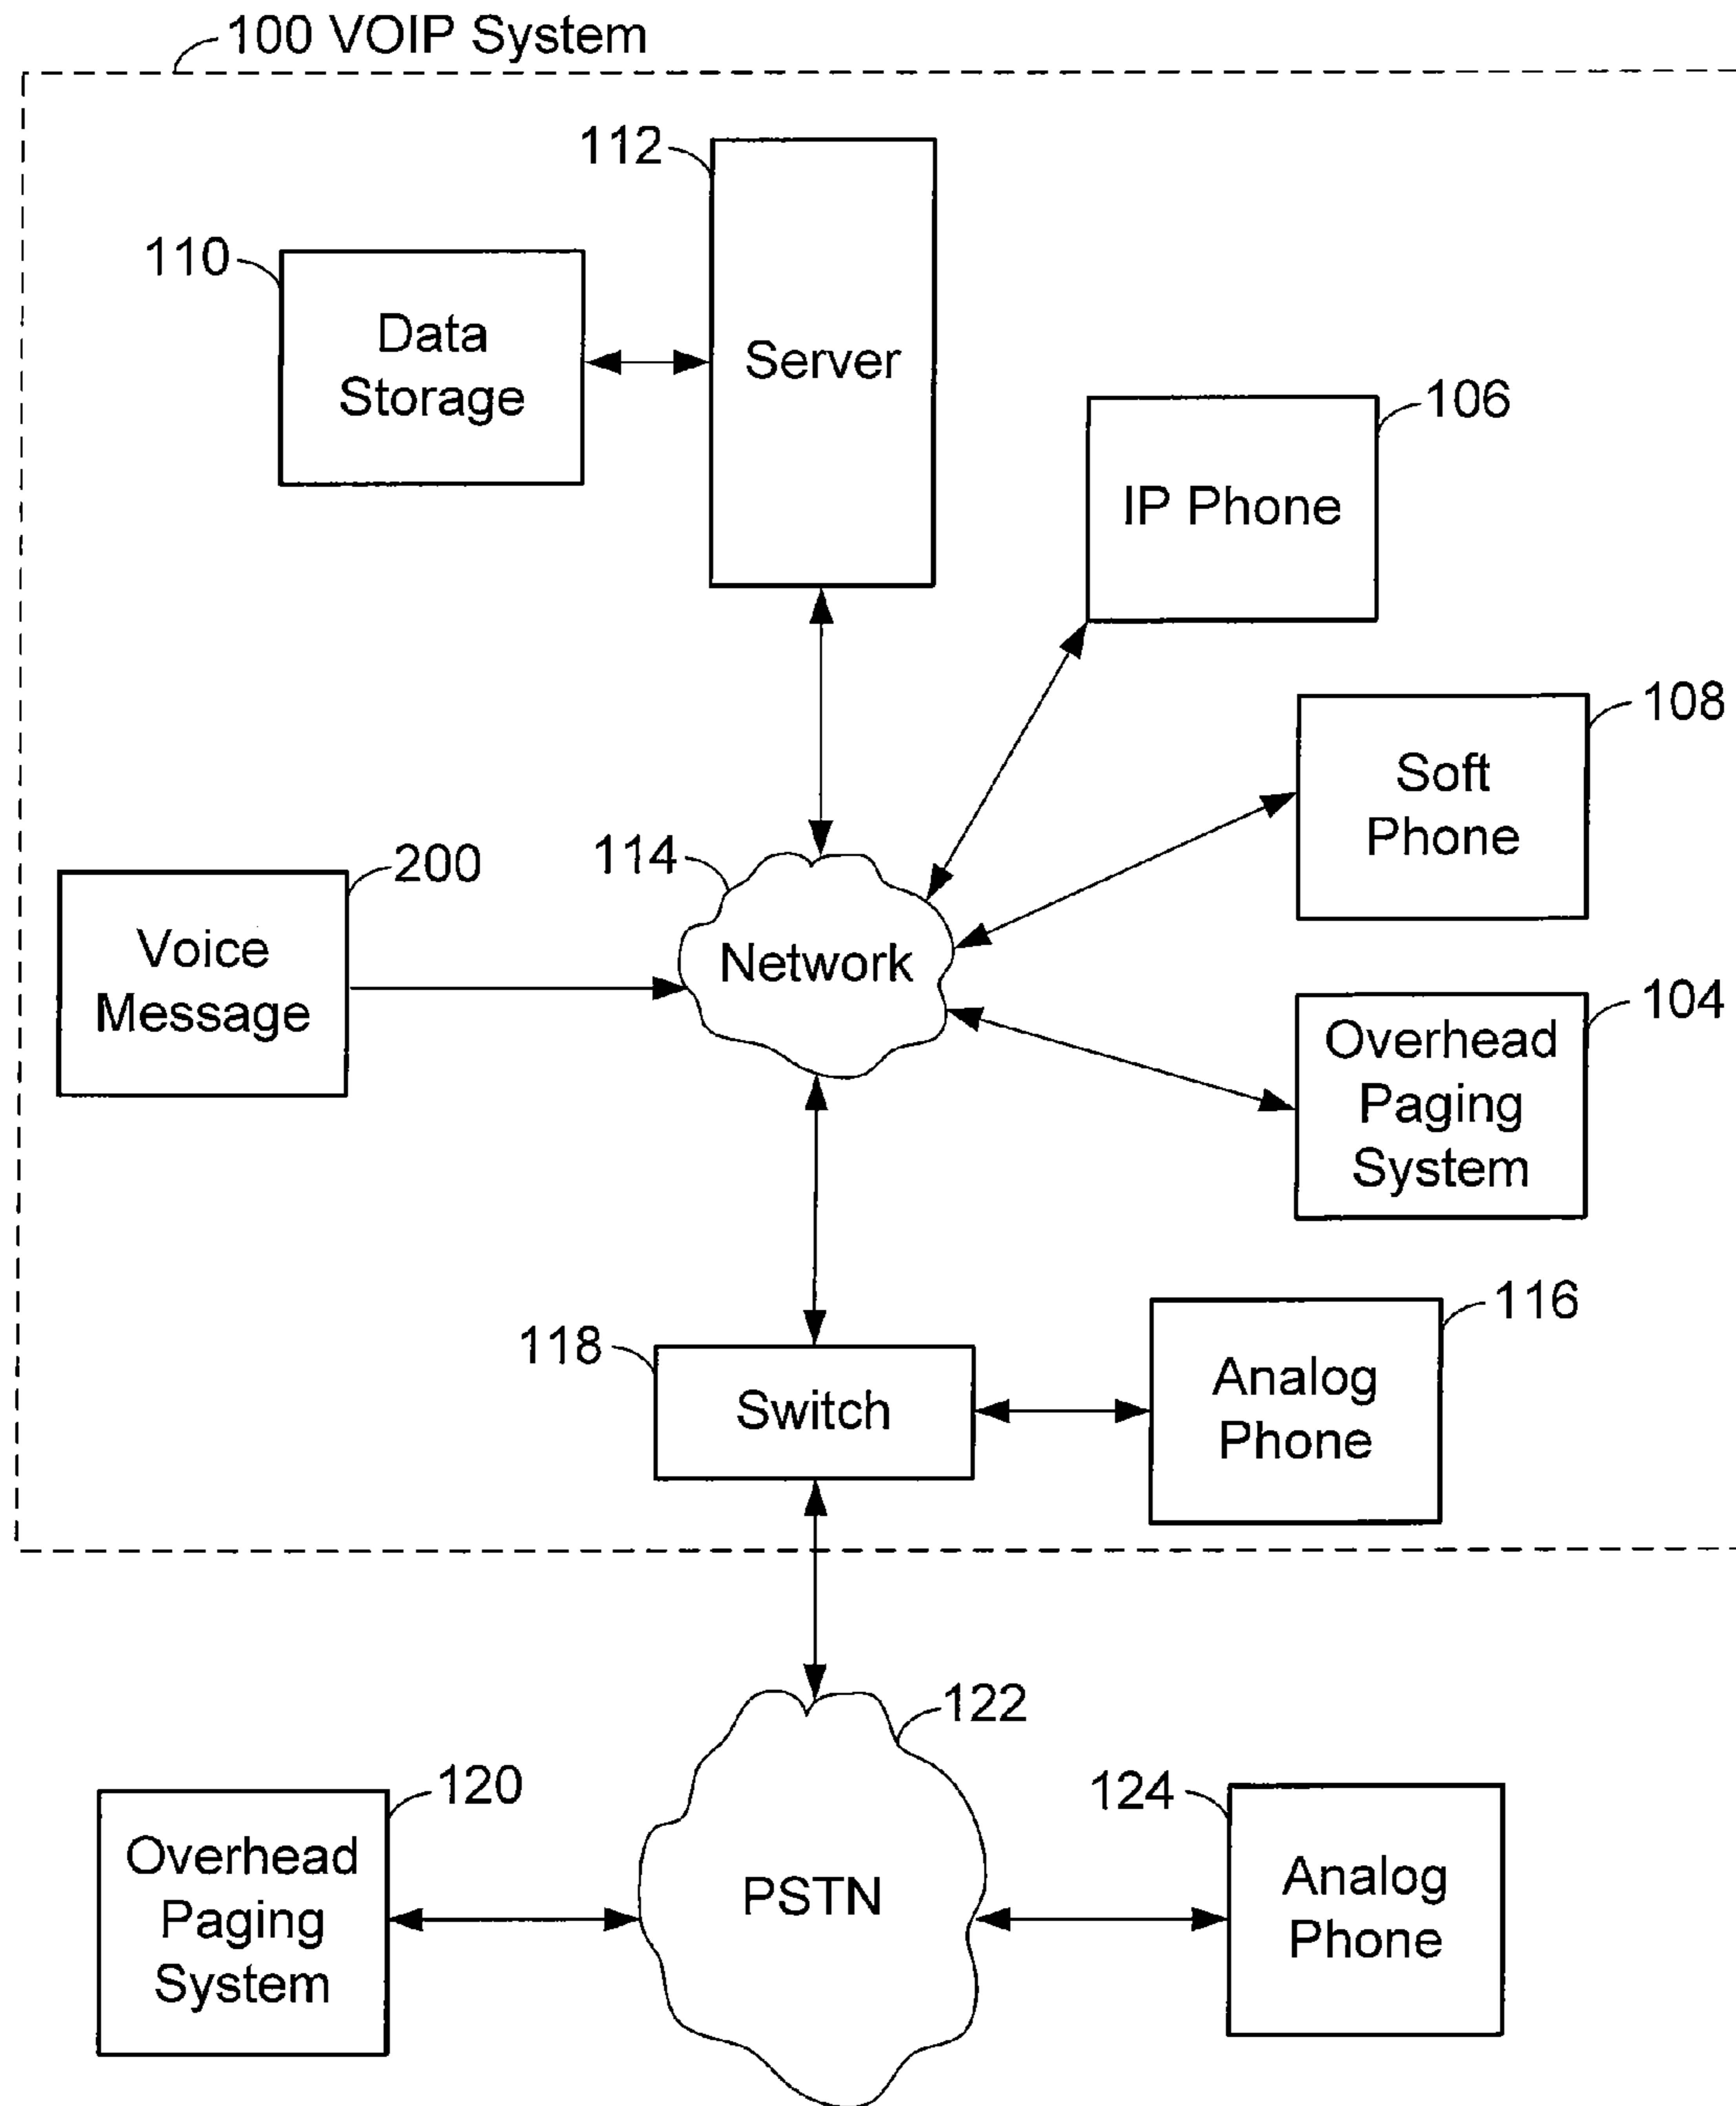 100 VOIP System
112
Server
110
Data
Storage
106
IP Phone
108
Soft
Phone
200
Voice
Message
114
Network
104
Overhead
Paging
System
118
Switch
116
Analog
Phone
122
PSTN
120
Overhead
Paging
System
124
Analog
Phone